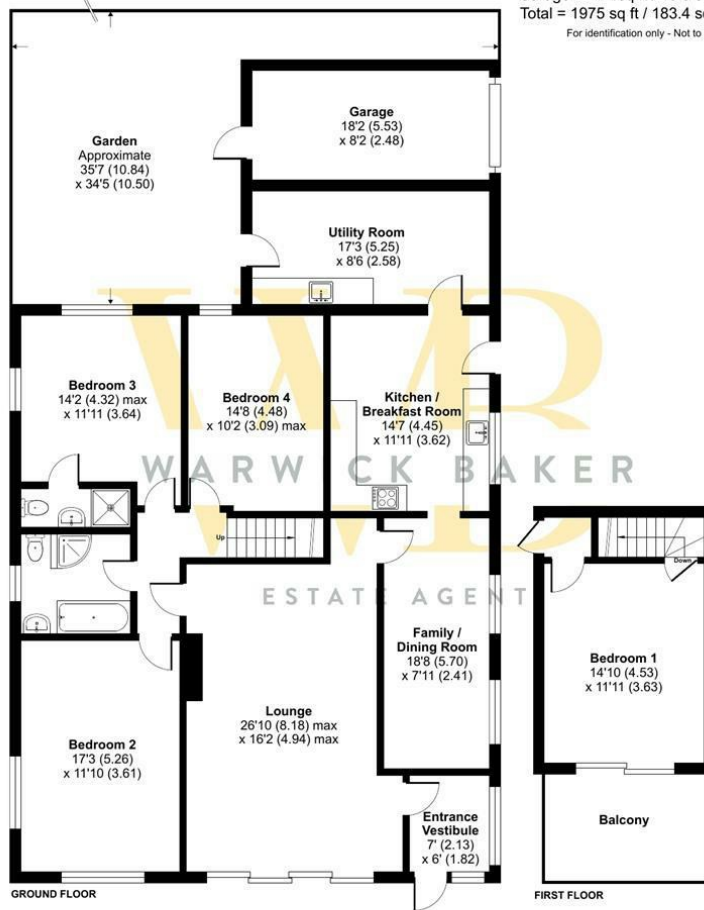 Total = 1975 sq ft / 183.4
For identification only - Not to
Garage
18'2 (5.53)
x 8'2 (2.48)
Garden
Approximate
35'7 (10.84)
x 34'5 (10.50)
Utility Room
17'3 (5.25)
x 8'6 (2.58)
Bedroom 3
14'2 (4.32) max
x 11'11 (3.64)
Bedroom 4
14'8 (4.48)
x 10'2 (3.09) max
Kitchen /
Breakfast Room
14'7 (4.45)
x 11'11 (3.62)
WB
WARWICK BAKER
ESTATE AGENT
Up
Down
Family /
Dining Room
18'8 (5.70)
x 7'11 (2.41)
Bedroom 1
14'10 (4.53)
x 11'11 (3.63)
Lounge
26'10 (8.18) max
x 16'2 (4.94) max
Bedroom 2
17'3 (5.26)
x 11'10 (3.61)
Entrance
Vestibule
7' (2.13)
x 6' (1.82)
Balcony
GROUND FLOOR
FIRST FLOOR